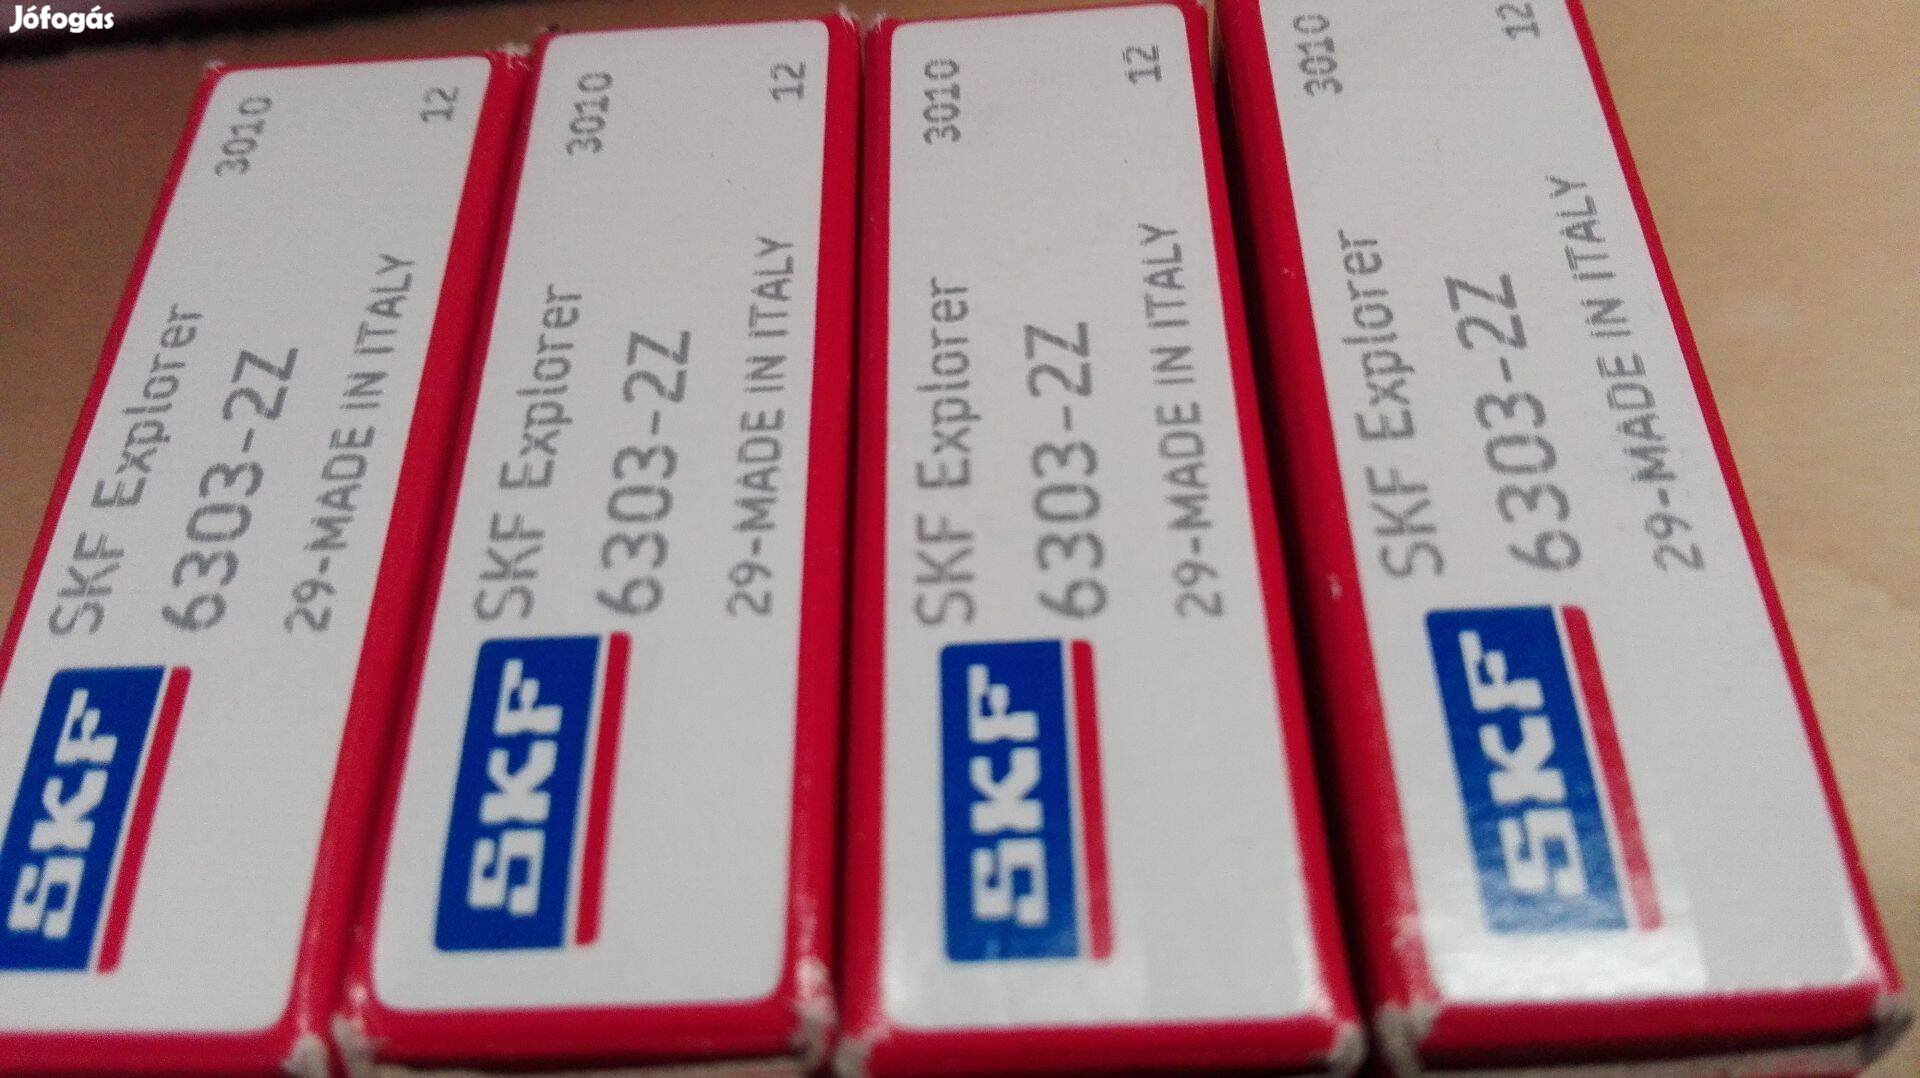 Jófogás
SKF
SKF Explorer 3010
6303-2Z
29-MADE IN ITALY 12
SKF
SKF Explorer 3010
6303-2Z
29-MADE IN ITALY 12
SKF
SKF Explorer 3010
6303-2Z
29-MADE IN ITALY 12
SKF
SKF Explorer 3010
6303-2Z
29-MADE IN ITALY 12